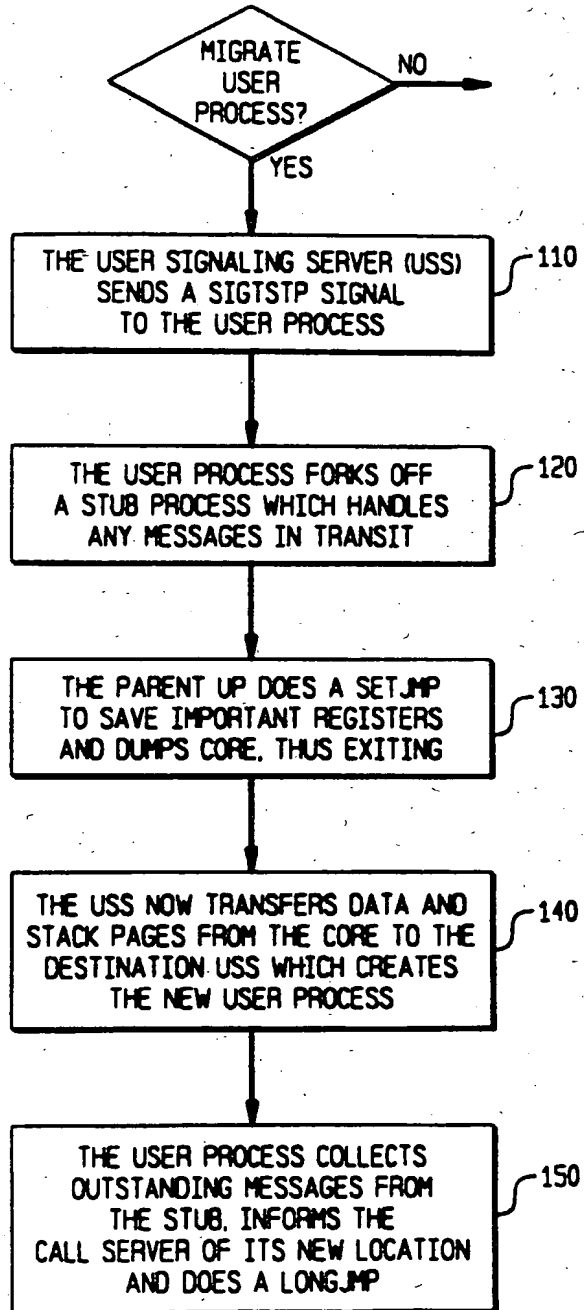 MIGRATE
USER
PROCESS?
NO
YES
THE USER SIGNALING SERVER (USS)
SENDS A SIGTSTP SIGNAL
TO THE USER PROCESS
110
THE USER PROCESS FORKS OFF
A STUB PROCESS WHICH HANDLES
ANY MESSAGES IN TRANSIT
120
THE PARENT UP DOES A SETJMP
TO SAVE IMPORTANT REGISTERS
AND DUMPS CORE, THUS EXITING
130
THE USS NOW TRANSFERS DATA AND
STACK PAGES FROM THE CORE TO THE
DESTINATION USS WHICH CREATES
THE NEW USER PROCESS
140
THE USER PROCESS COLLECTS
OUTSTANDING MESSAGES FROM
THE STUB, INFORMS THE
CALL SERVER OF ITS NEW LOCATION
AND DOES A LONGJMP
150